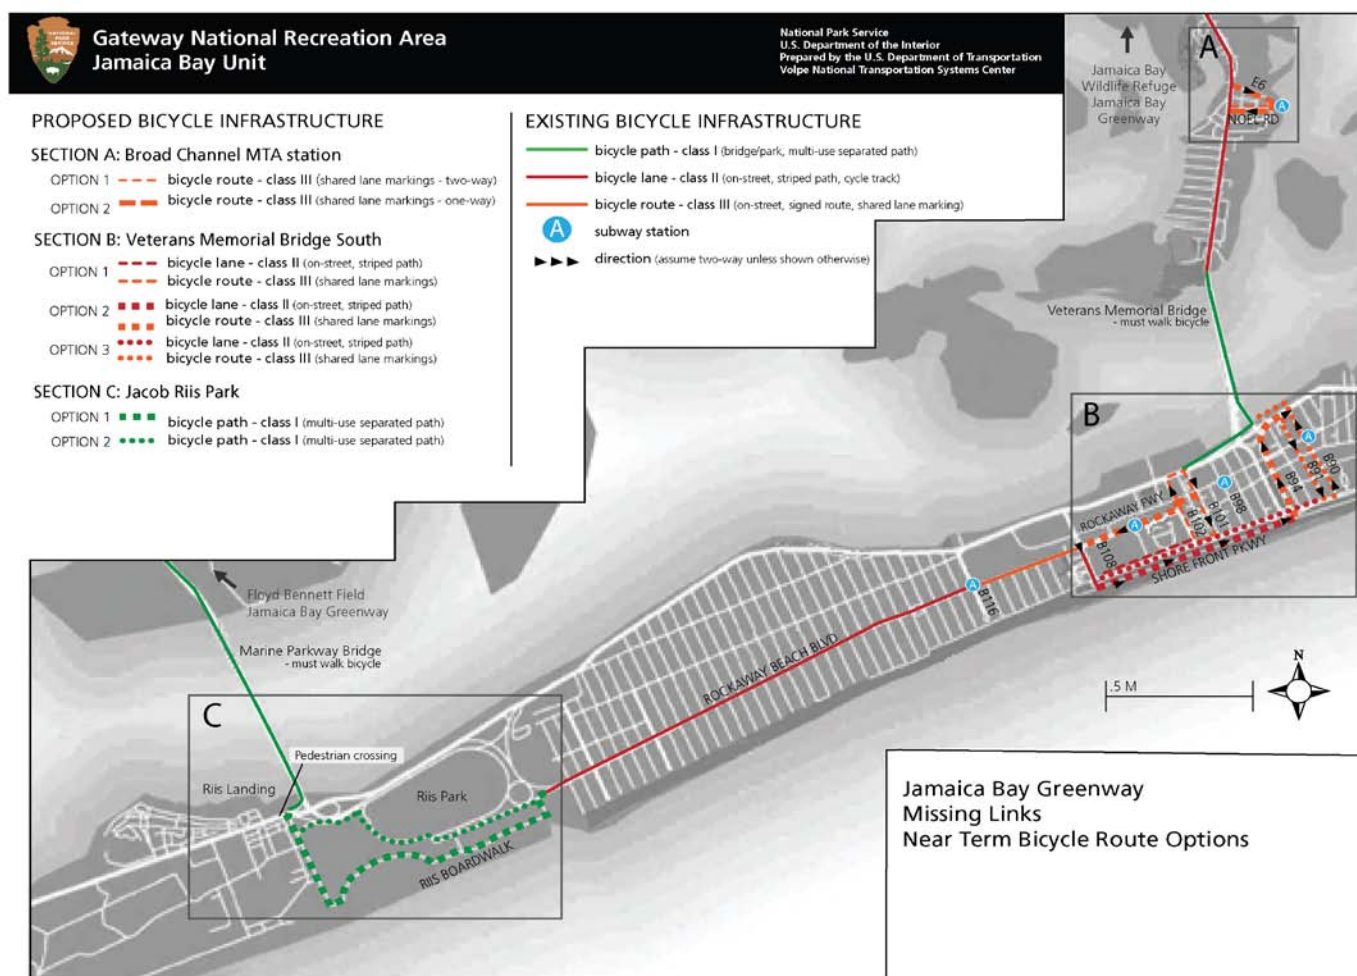 Gateway National Recreation Area
Jamaica Bay Unit
National Park Service
U.S. Department of the Interior
Prepared by the U.S. Department of Transportation
Volpe National Transportation Systems Center
PROPOSED BICYCLE INFRASTRUCTURE
SECTION A: Broad Channel MTA station
OPTION 1 bicycle route - class III (shared lane markings - two-way)
OPTION 2 bicycle route - class III (shared lane markings - one-way)
SECTION B: Veterans Memorial Bridge South
OPTION 1 bicycle lane - class II (on-street, striped path)
bicycle route - class III (shared lane markings)
OPTION 2 bicycle lane - class II (on-street, striped path)
bicycle route - class III (shared lane markings)
OPTION 3 bicycle lane - class II (on-street, striped path)
bicycle route - class III (shared lane markings)
SECTION C: Jacob Riis Park
OPTION 1 bicycle path - class I (multi-use separated path)
OPTION 2 bicycle path - class I (multi-use separated path)
EXISTING BICYCLE INFRASTRUCTURE
bicycle path - class I (bridge/park, multi-use separated path)
bicycle lane - class II (on-street, striped path, cycle track)
bicycle route - class III (on-street, signed route, shared lane marking)
A subway station
direction (assume two-way unless shown otherwise)
Jamaica Bay
Wildlife Refuge
Jamaica Bay
Greenway
A
E6
A
NOEL RD
Veterans Memorial Bridge
- must walk bicycle
B
A
B90
B94
A
B98
B101
B102
ROCKAWAY FWY
A
B108
SHORE FRONT PKWY
A
B116
ROCKAWAY BEACH BLVD
Floyd Bennett Field
Jamaica Bay Greenway
Marine Parkway Bridge
- must walk bicycle
C
Pedestrian crossing
Riis Landing
Riis Park
RIIS BOARDWALK
N
.5 M
Jamaica Bay Greenway
Missing Links
Near Term Bicycle Route Options